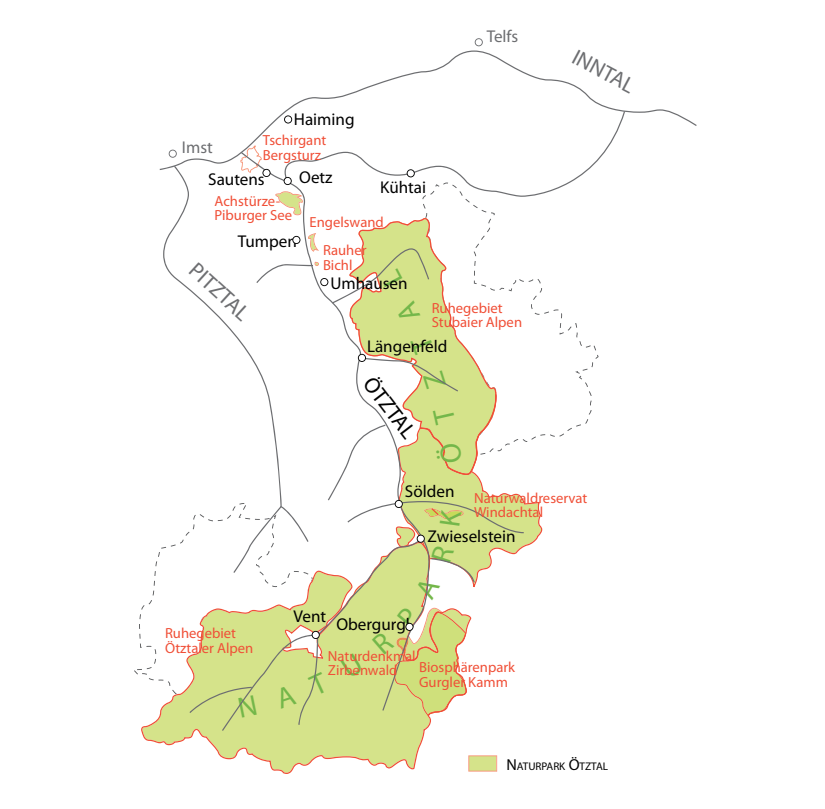 Telfs
INNTAL
Haiming
Imst
Tschirgant
Bergsturz
Sautens
Oetz
Kühtai
Achstürze-
Piburger See
Engelswand
Tumpen
Rauher
Bichl
PITZTAL
Umhausen
Ruhegebiet
Stubaier Alpen
Längenfeld
ÖTZTAL
Sölden
Naturwaldreservat
Windachtal
Zwieselstein
Vent
Obergurgl
Ruhegebiet
Ötztaler Alpen
Naturdenkmal
Zirbenwald
Biosphärenpark
Gurgler Kamm
NATURPARK ÖTZTAL
NATURPARK ÖTZTAL